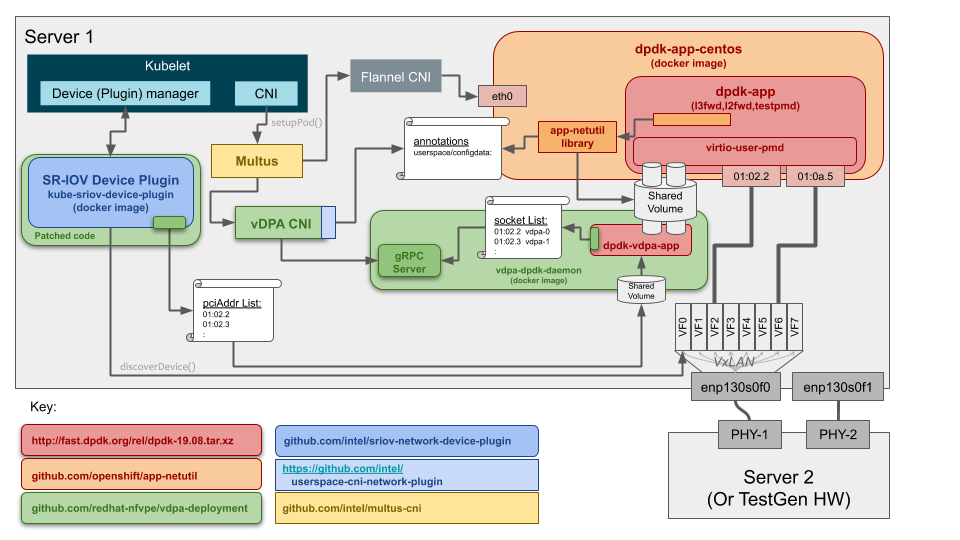 Server 1
Kubelet
Device (Plugin) manager
CNI
setupPod()
Flannel CNI
eth0
dpdk-app-centos
(docker image)
dpdk-app
(l3fwd,l2fwd,testpmd)
app-netutil
library
virtio-user-pmd
01:02.2
01:0a.5
annotations
userspace/configdata:
Multus
SR-IOV Device Plugin
kube-sriov-device-plugin
(docker image)
Patched code
vDPA CNI
Shared
Volume
socket List:
01:02.2 vdpa-0
01:02.3 vdpa-1
:
dpdk-vdpa-app
gRPC
Server
vdpa-dpdk-daemon
(docker image)
Shared
Volume
pciAddr List:
01:02.2
01:02.3
:
discoverDevice()
VF0
VF1
VF2
VF3
VF4
VF5
VF6
VF7
VxLAN
enp130s0f0
enp130s0f1
PHY-1
PHY-2
Server 2
(Or TestGen HW)
Key:
http://fast.dpdk.org/rel/dpdk-19.08.tar.xz
github.com/openshift/app-netutil
github.com/redhat-nfvpe/vdpa-deployment
github.com/intel/sriov-network-device-plugin
https://github.com/intel/
userspace-cni-network-plugin
github.com/intel/multus-cni